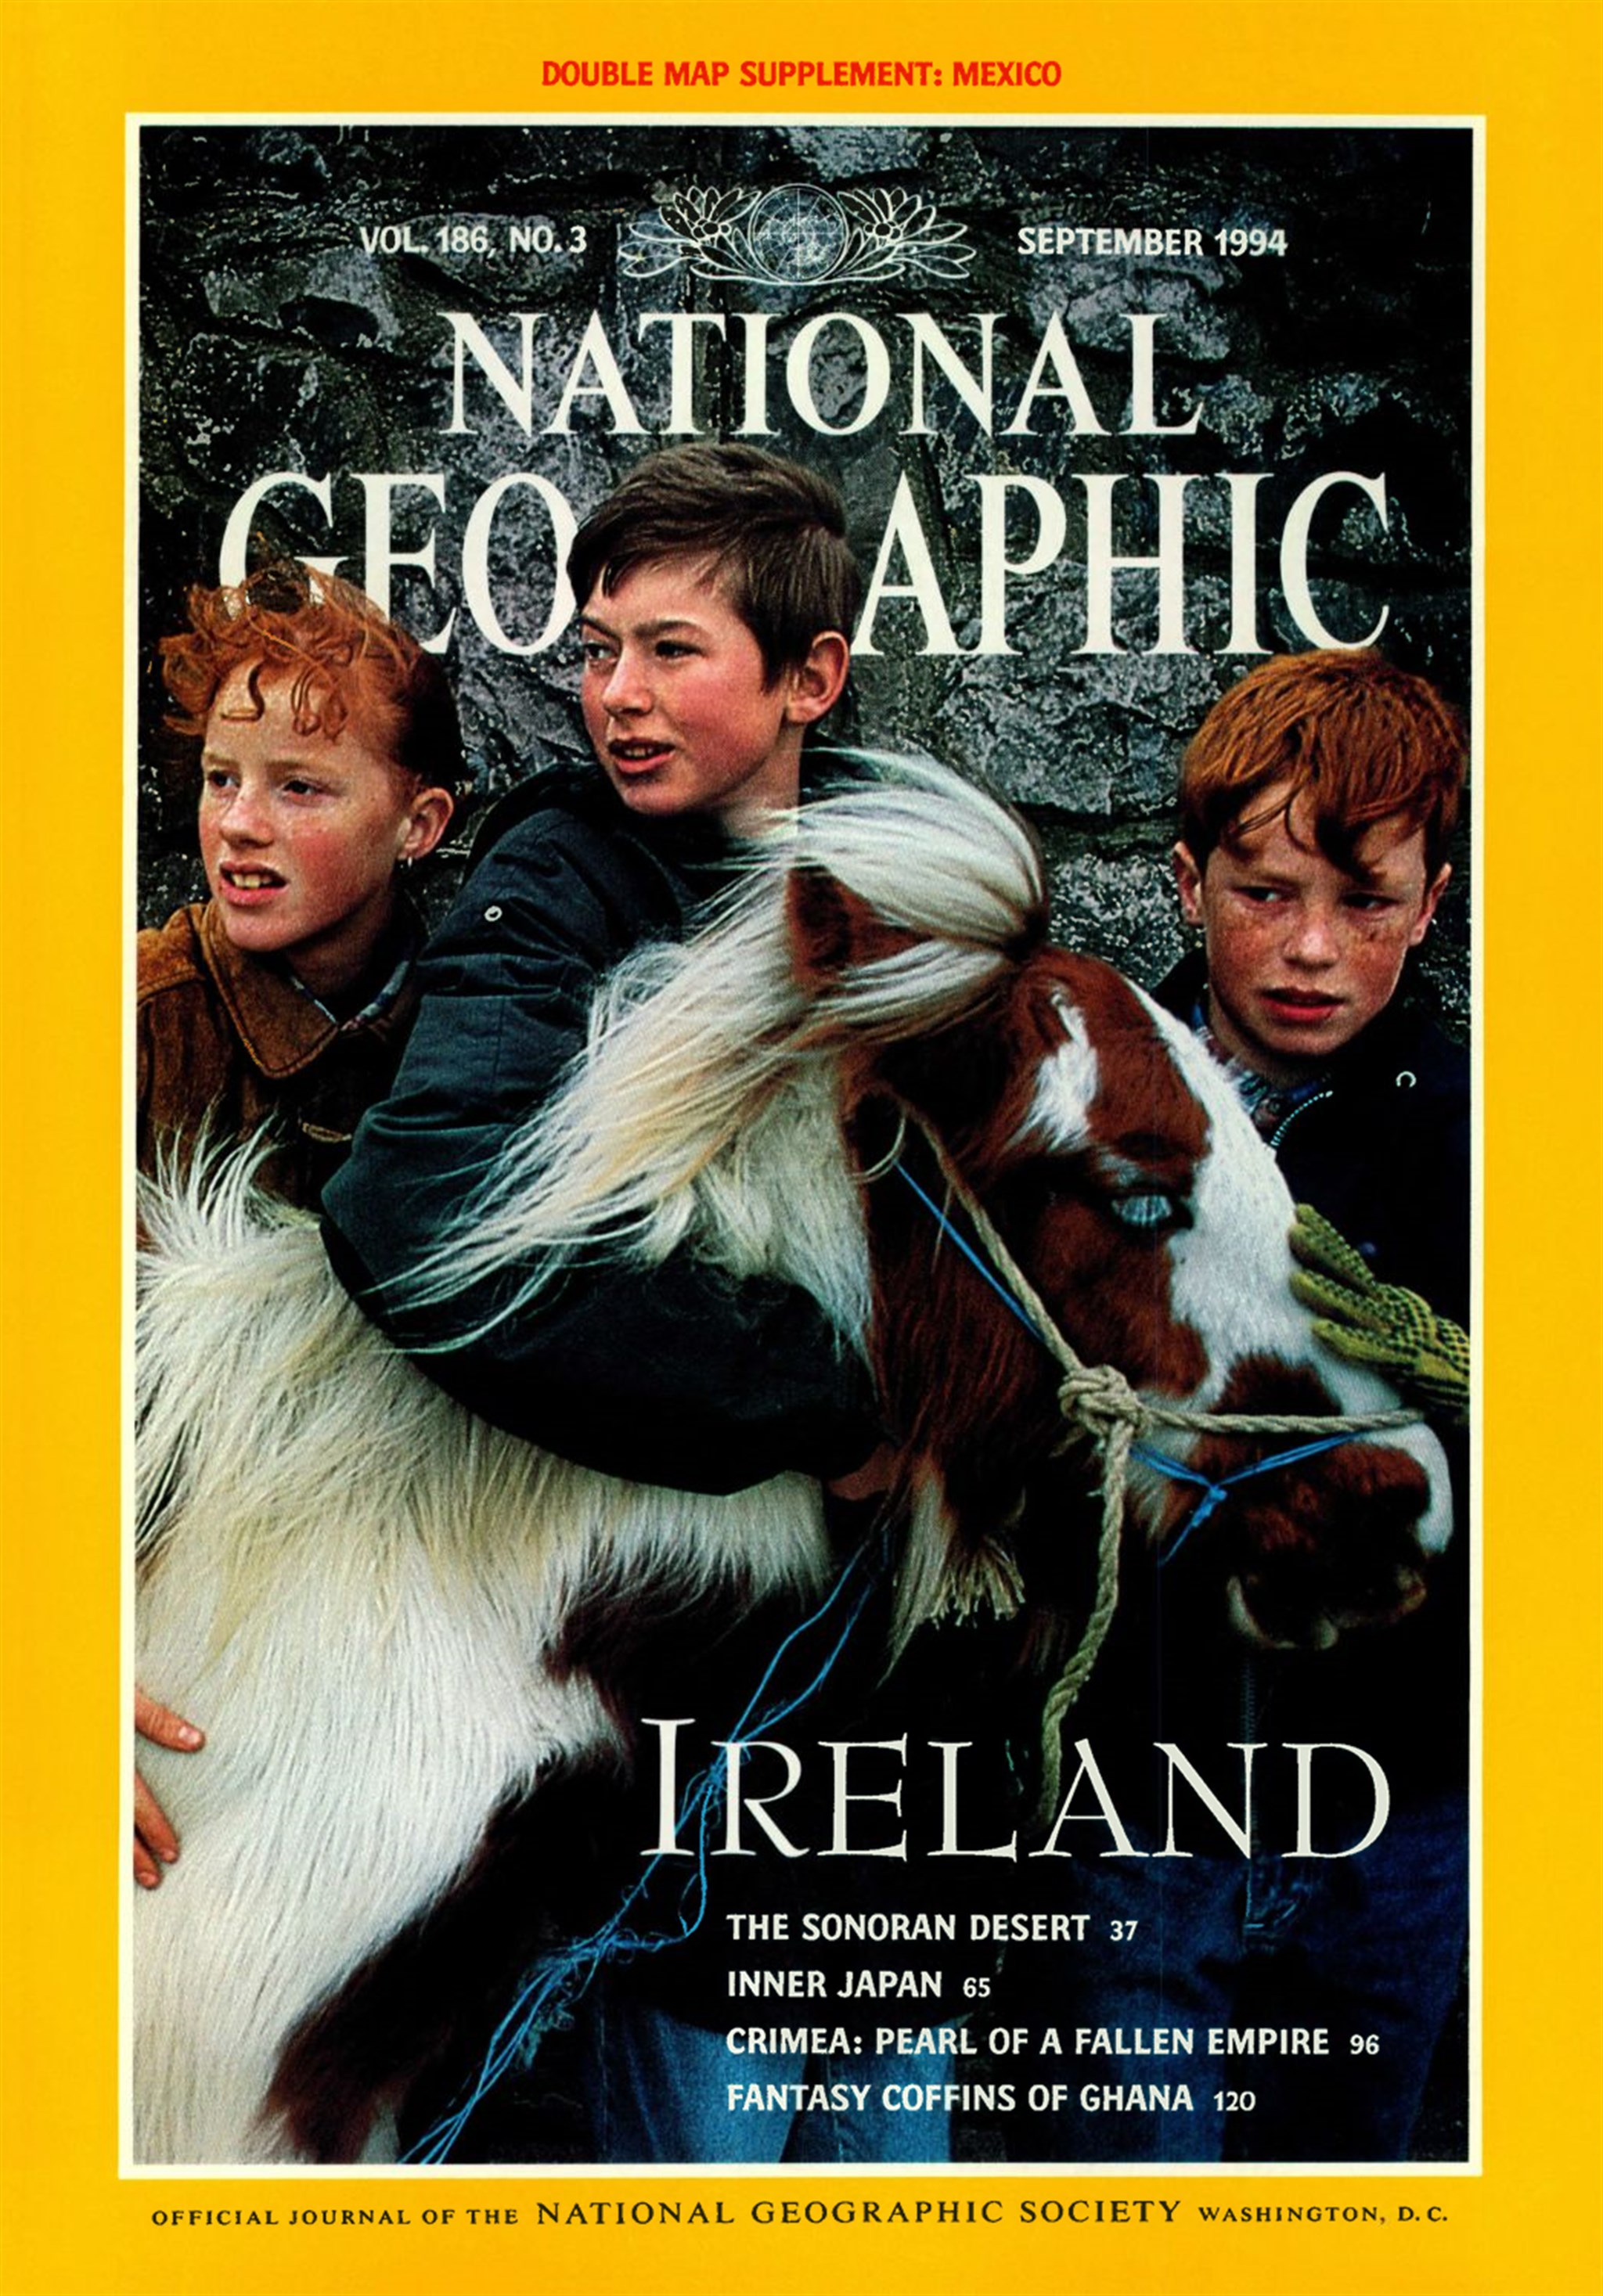 DOUBLE MAP SUPPLEMENT: MEXICO
VOL. 186, NO. 3
SEPTEMBER 1994
NATIONAL
GEO APHIC
IRELAND
THE SONORAN DESERT 37
INNER JAPAN 65
CRIMEA: PEARL OF A FALLEN EMPIRE 96
FANTASY COFFINS OF GHANA 120
OFFICIAL JOURNAL OF THE NATIONAL GEOGRAPHIC SOCIETY WASHINGTON, D.C.